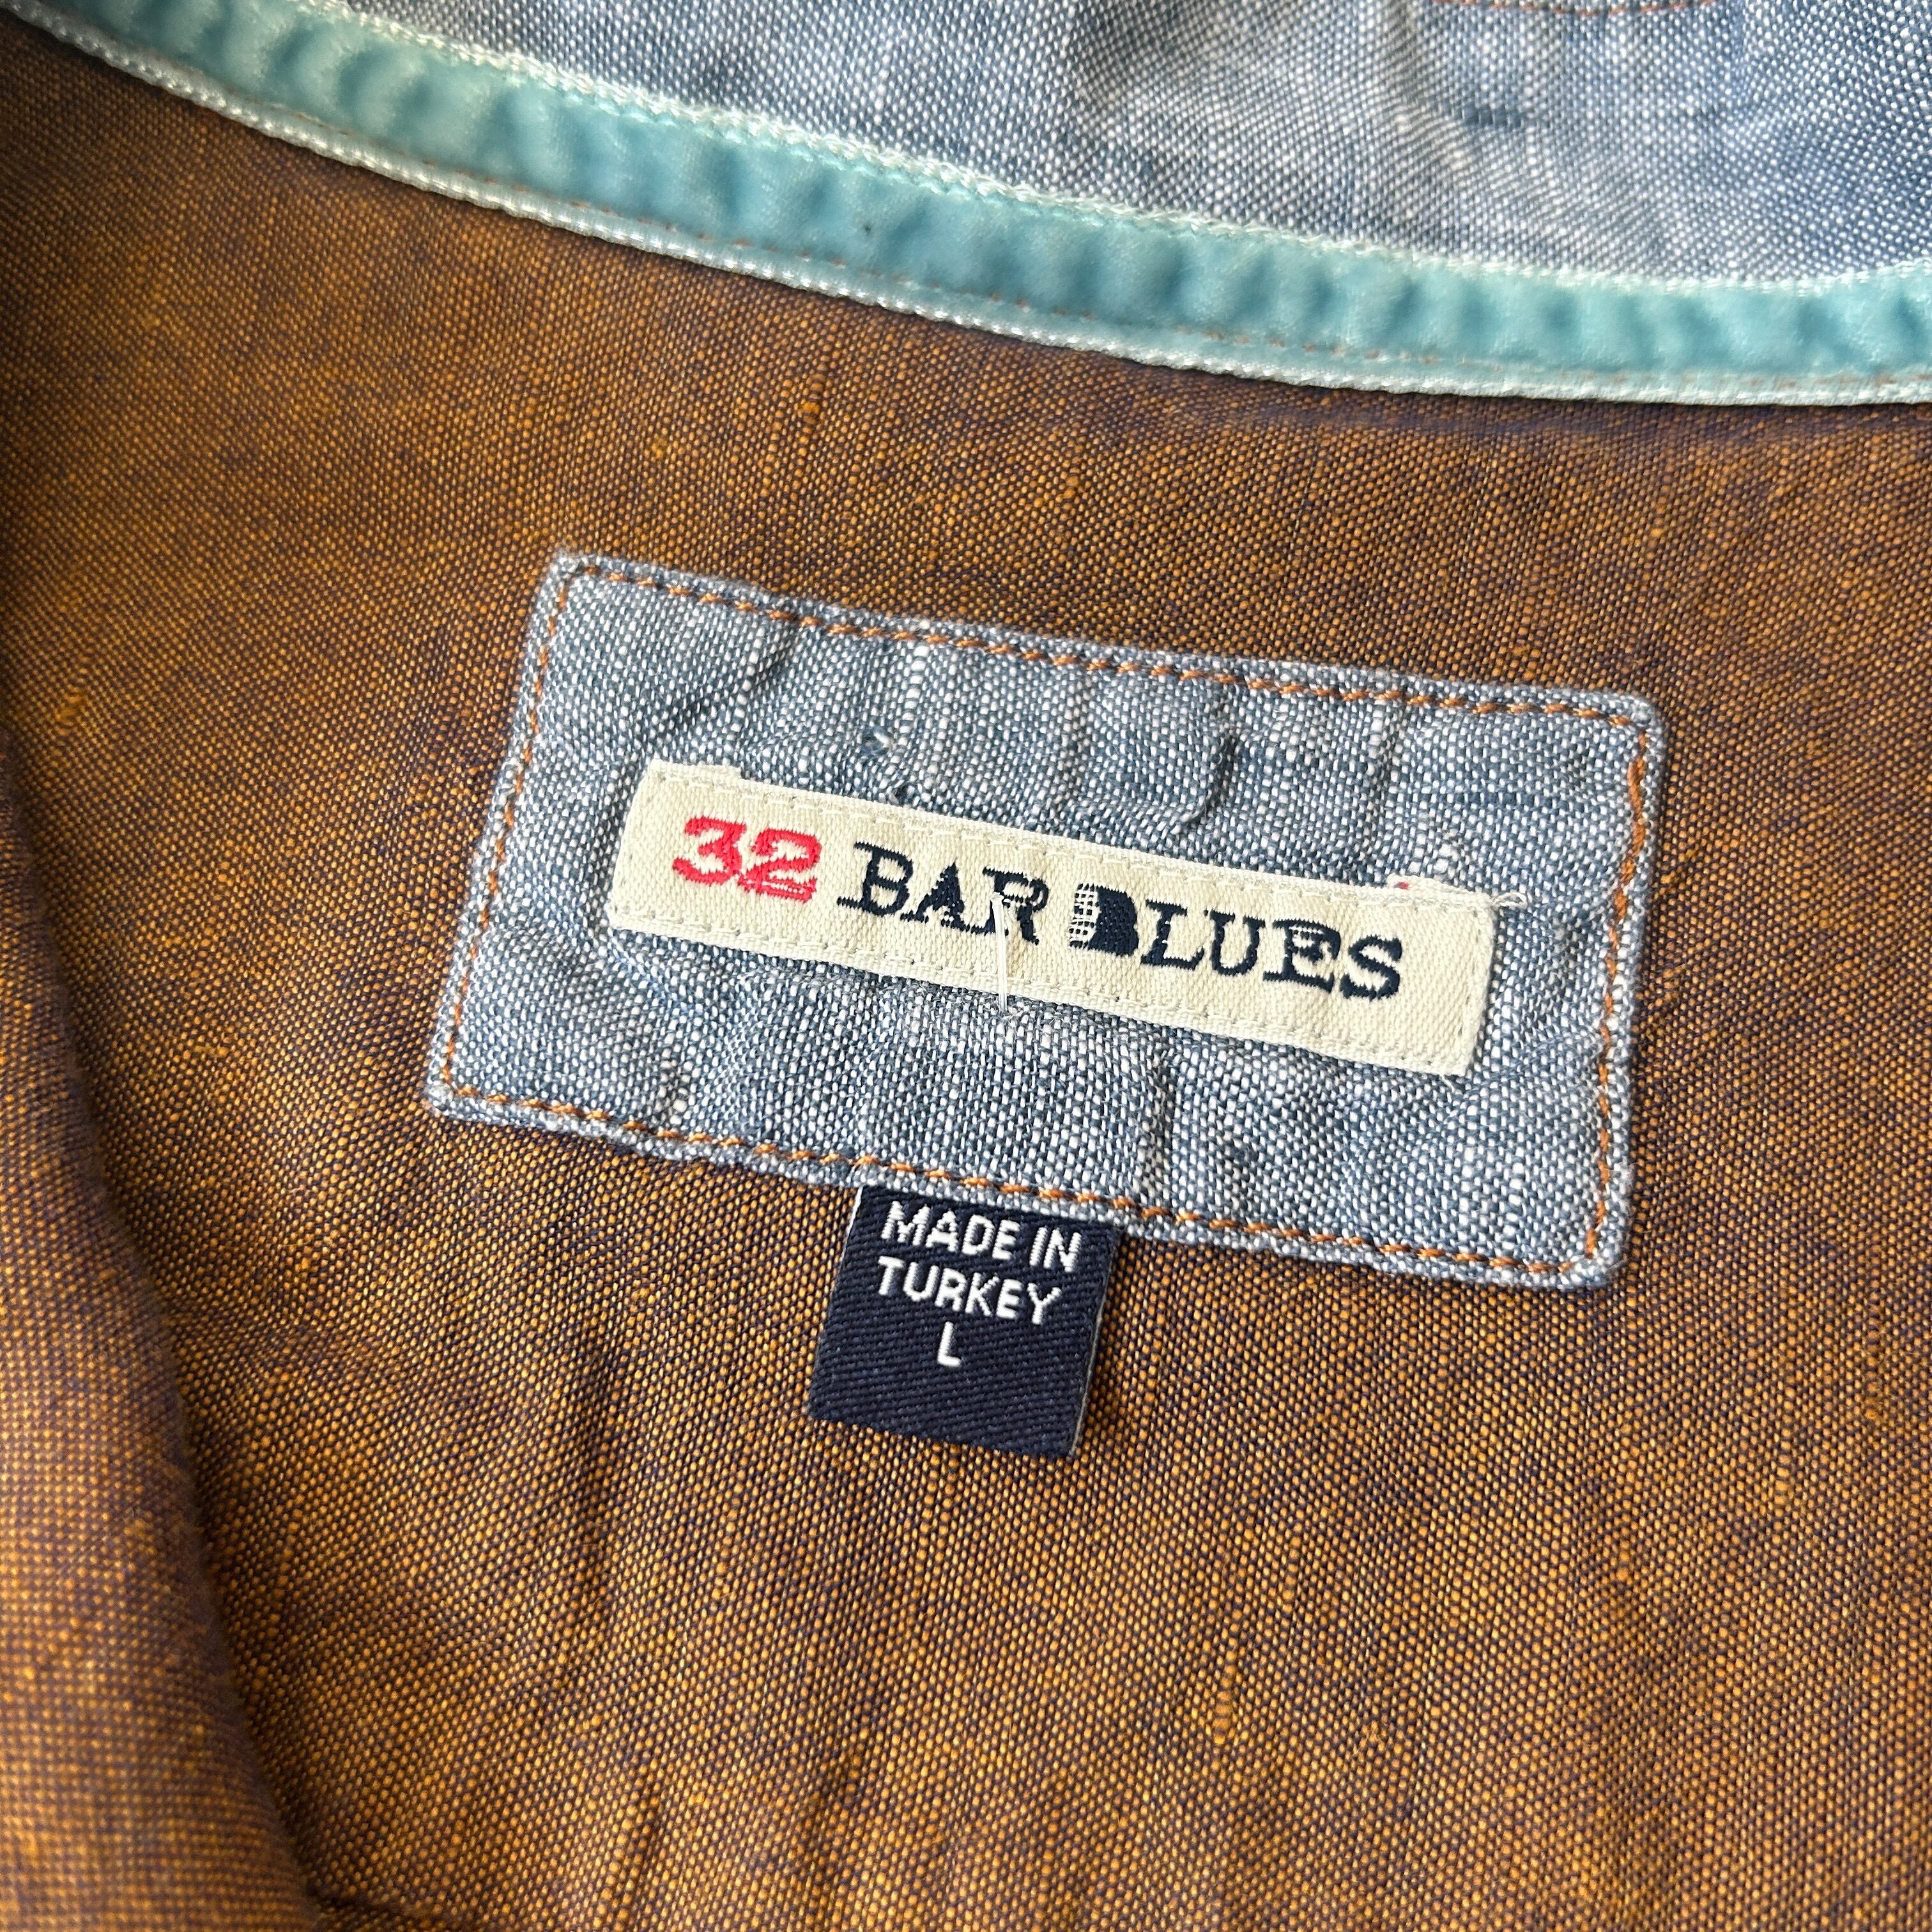 32 BAR BLUES
MADE IN
TURKEY
L